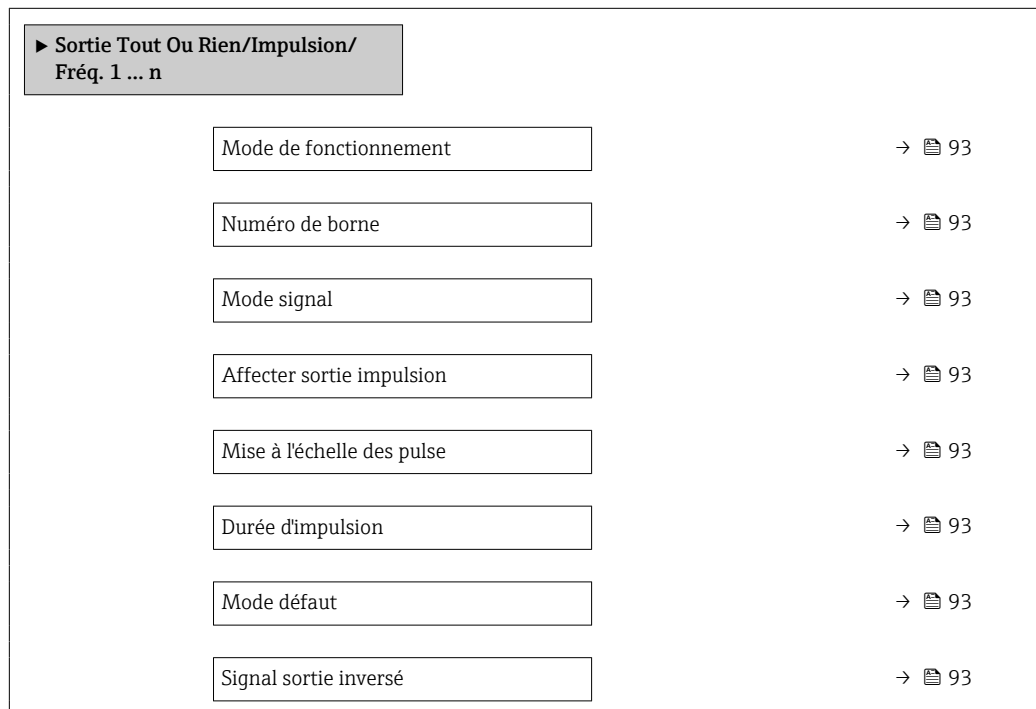 ▶ Sortie Tout Ou Rien/Impulsion/
Fréq. 1 ... n
Mode de fonctionnement → 93
Numéro de borne → 93
Mode signal → 93
Affecter sortie impulsion → 93
Mise à l'échelle des pulse → 93
Durée d'impulsion → 93
Mode défaut → 93
Signal sortie inversé → 93